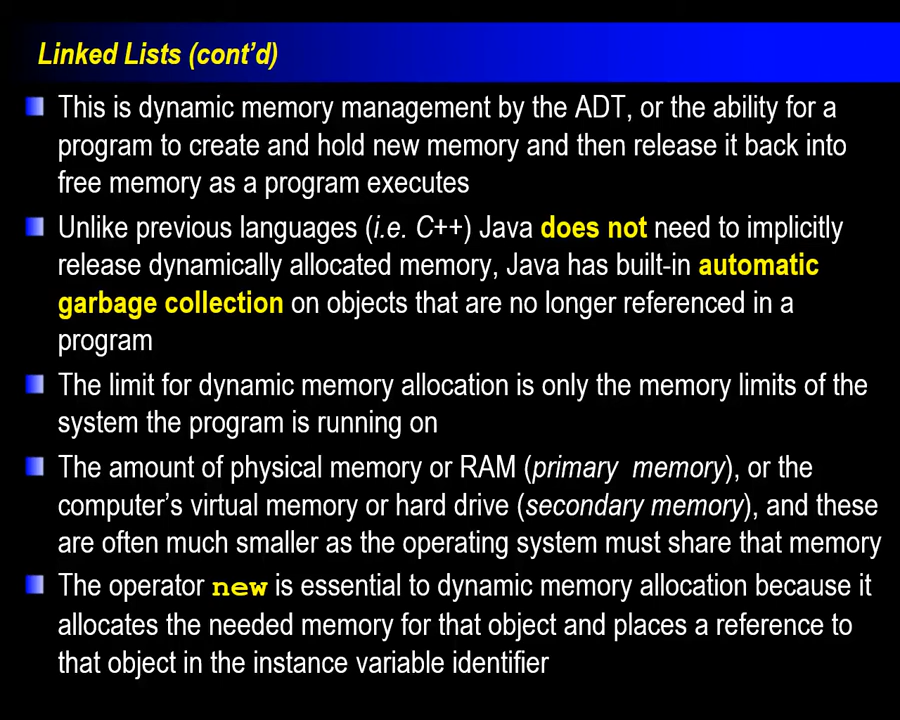 Linked Lists (cont'd)
This is dynamic memory management by the ADT, or the ability for a
program to create and hold new memory and then release it back into
free memory as a program executes
Unlike previous languages (i.e. C++) Java does not need to implicitly
release dynamically allocated memory, Java has built-in automatic
garbage collection on objects that are no longer referenced in a
program
The limit for dynamic memory allocation is only the memory limits of the
system the program is running on
The amount of physical memory or RAM (primary memory), or the
computer's virtual memory or hard drive (secondary memory), and these
are often much smaller as the operating system must share that memory
The operator new is essential to dynamic memory allocation because it
allocates the needed memory for that object and places a reference to
that object in the instance variable identifier